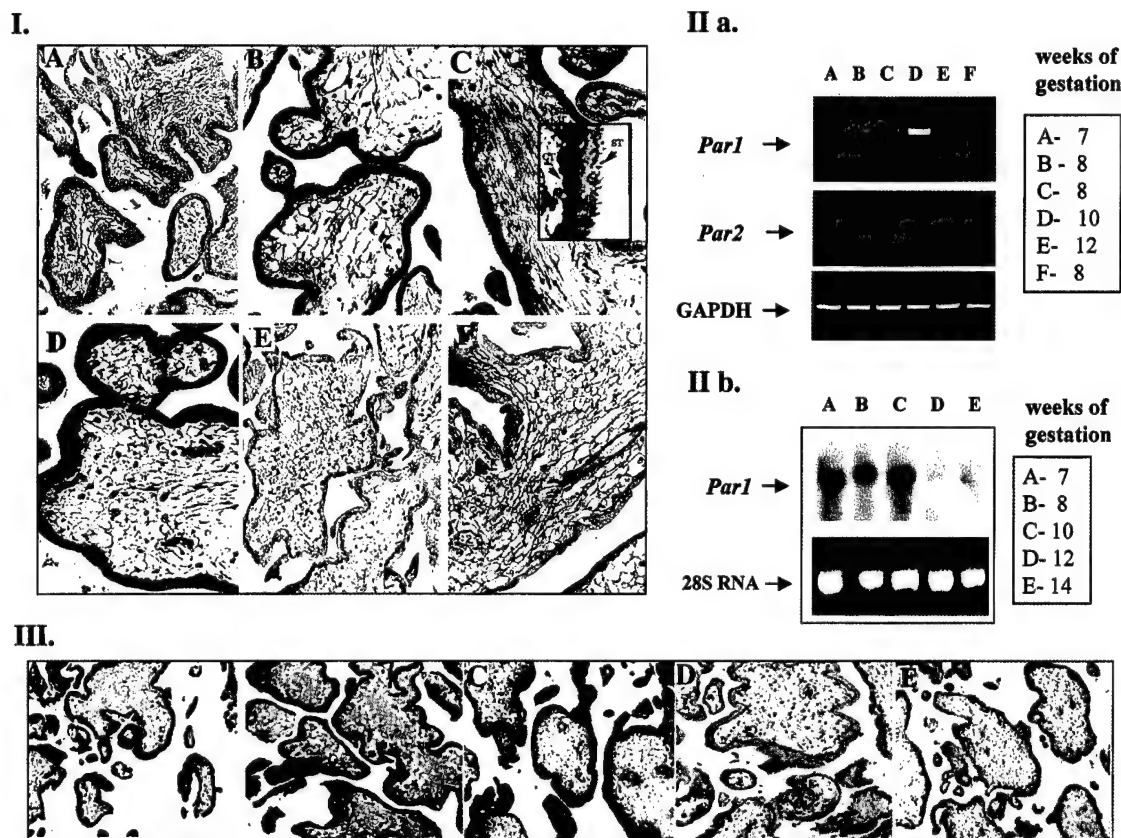 I.
A B C
ST
D E F
II a.
A B C D E F
weeks of
gestation
Par1
Par2
GAPDH
A- 7
B - 8
C- 8
D- 10
E- 12
F- 8
II b.
A B C D E
weeks of
gestation
Par1
28S RNA
A- 7
B- 8
C- 10
D- 12
E- 14
III.
A C D E